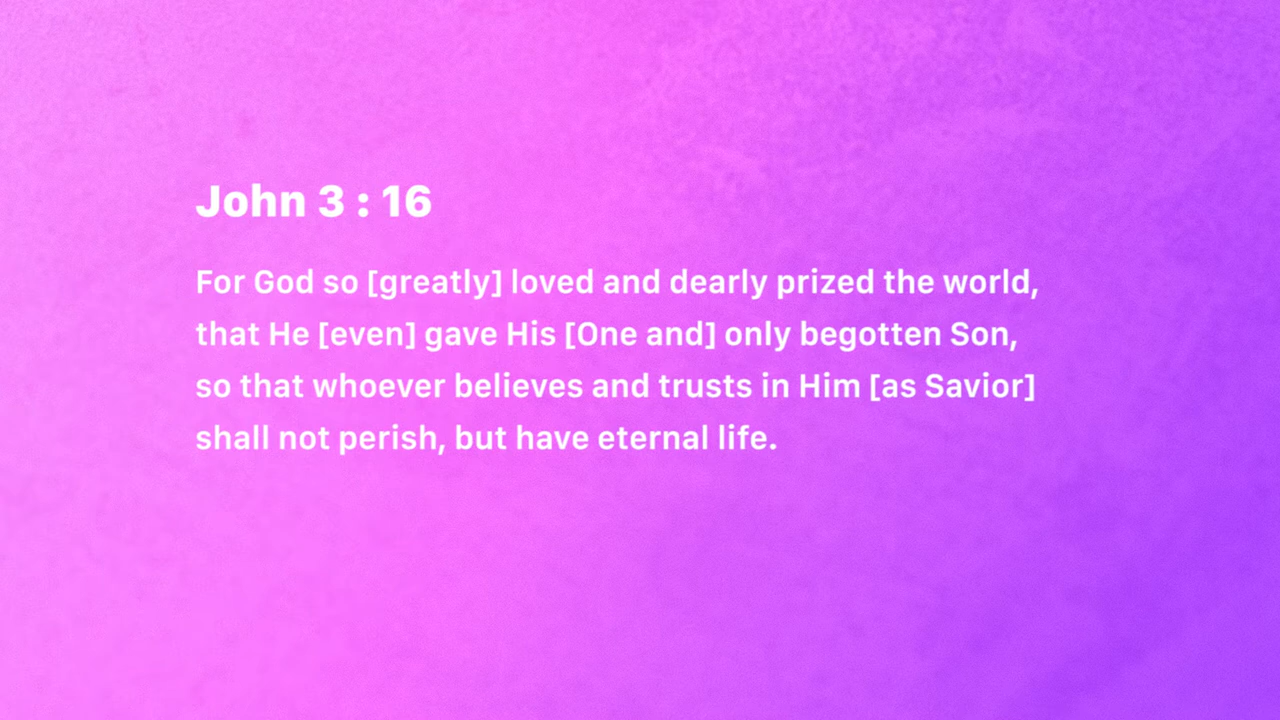 John 3 : 16
For God so [greatly] loved and dearly prized the world,
that He [even] gave His [One and] only begotten Son,
so that whoever believes and trusts in Him [as Savior]
shall not perish, but have eternal life.